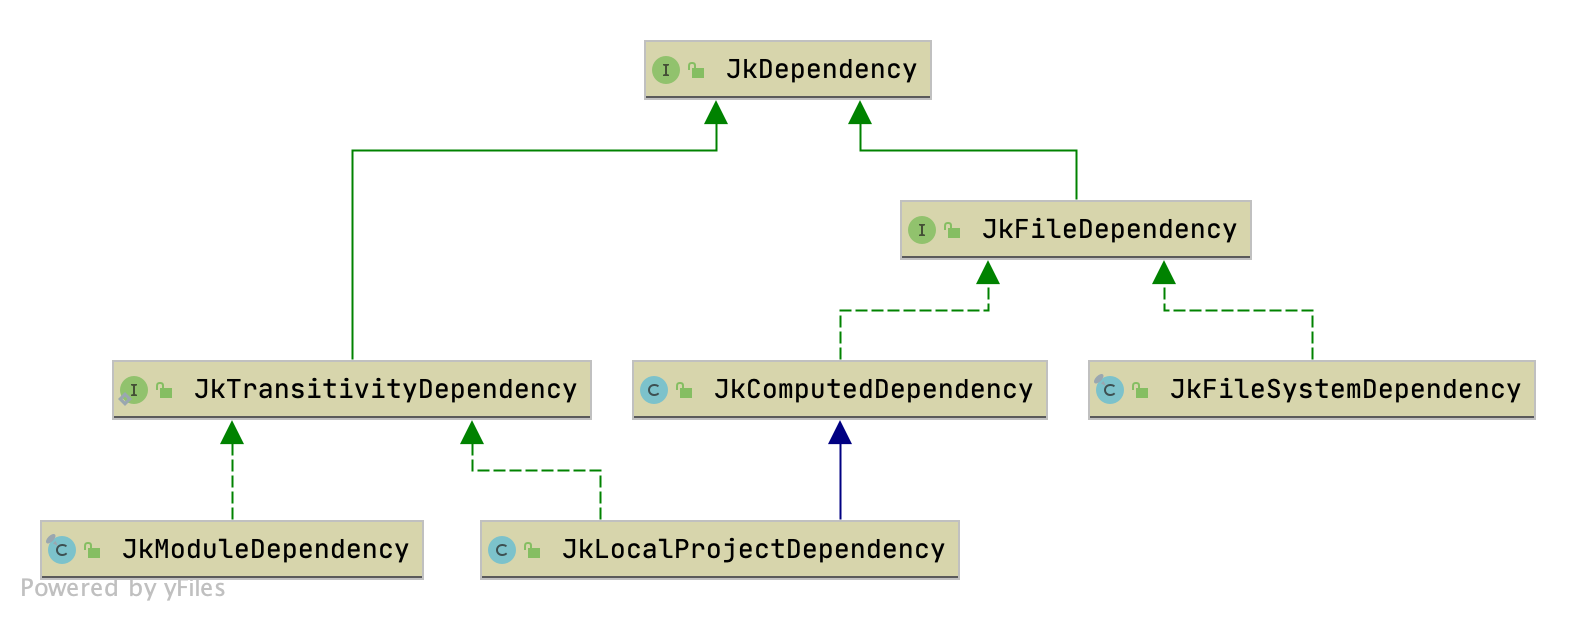 I JkDependency
I JkFileDependency
I JkTransitivityDependency
C JkComputedDependency
C JkFileSystemDependency
C JkModuleDependency
C JkLocalProjectDependency
Powered by yFiles